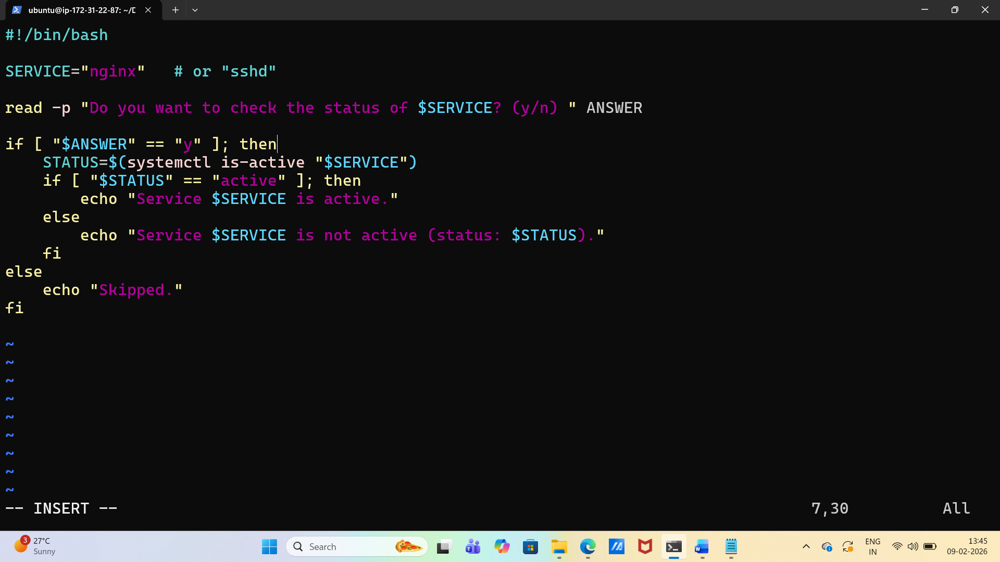 ubuntu@ip-172-31-22-87: ~/D
#!/bin/bash
SERVICE="nginx"   # or "sshd"
read -p "Do you want to check the status of $SERVICE? (y/n) " ANSWER
if [ "$ANSWER" == "y" ]; then
    STATUS=$(systemctl is-active "$SERVICE")
    if [ "$STATUS" == "active" ]; then
        echo "Service $SERVICE is active."
    else
        echo "Service $SERVICE is not active (status: $STATUS)."
    fi
else
    echo "Skipped."
fi
~
~
~
~
~
~
~
~
~
-- INSERT -- 7,30 All
3 27°C
Sunny
Search
ENG
IN
13:45
09-02-2026